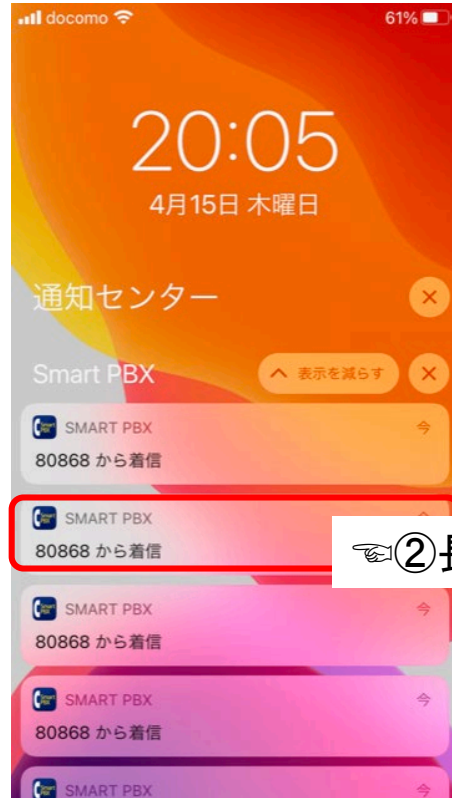 docomo 61%
20:05
4月15日 木曜日
通知センター
Smart PBX 表示を減らす
SMART PBX 今
80868 から着信
SMART PBX
80868 から着信
☜②長
SMART PBX 今
80868 から着信
SMART PBX 今
80868 から着信
SMART PBX 今